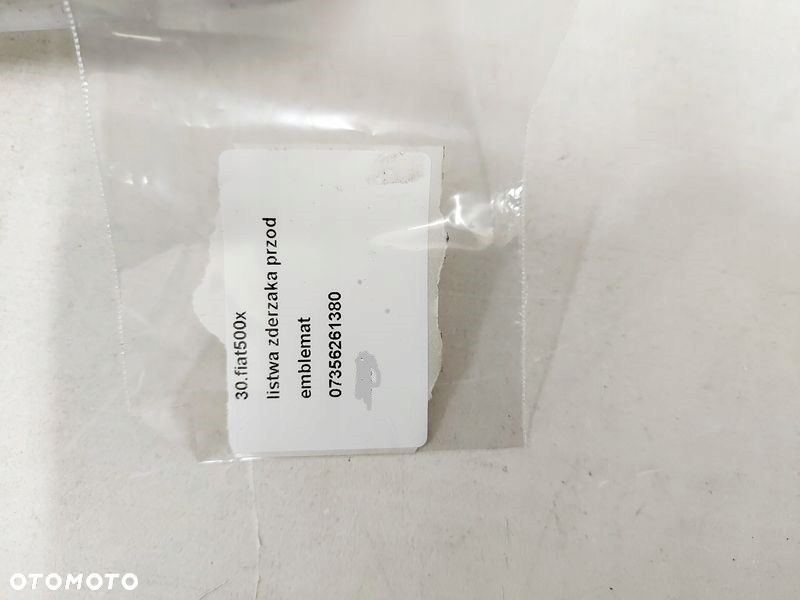 30.fiat500x
listwa zderzaka przod
emblemat
07356261380
OTOMOTO